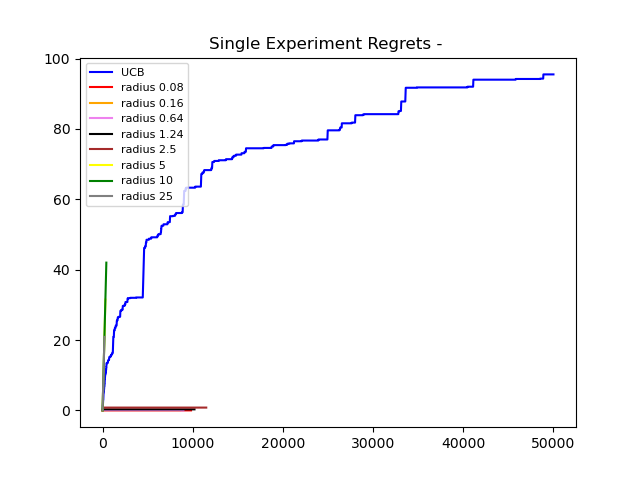 Single Experiment Regrets -
100
80
60
40
20
0
UCB
radius 0.08
radius 0.16
radius 0.64
radius 1.24
radius 2.5
radius 5
radius 10
radius 25
0 10000 20000 30000 40000 50000